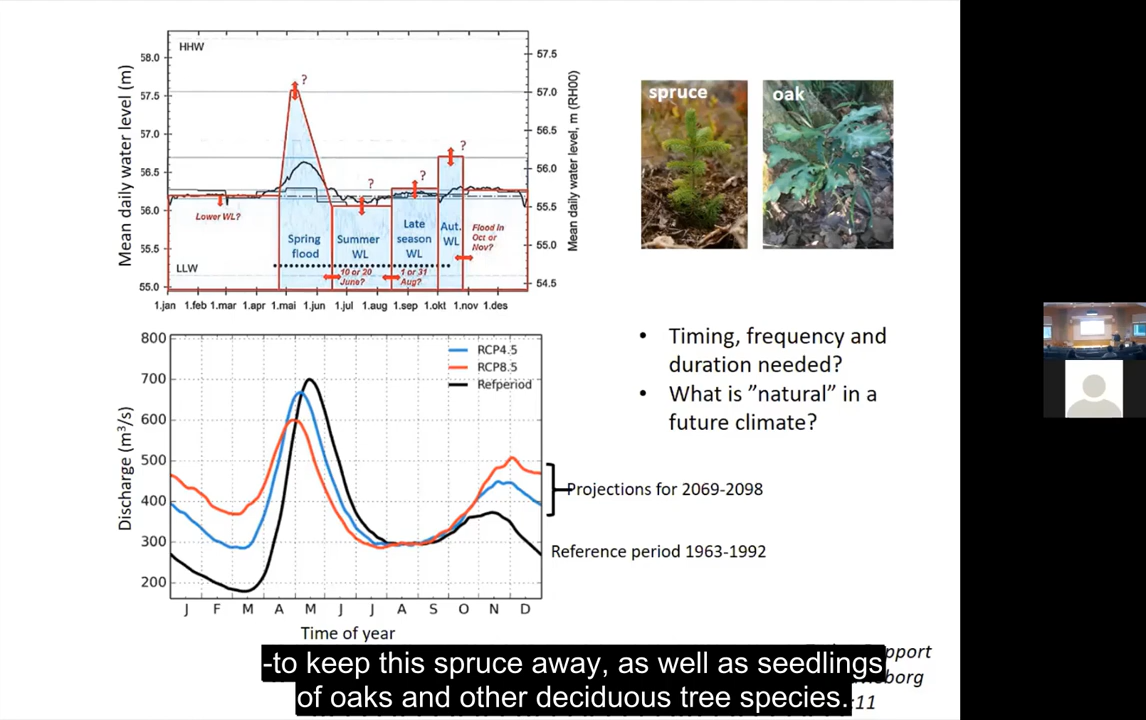 HHW
58.0
57.5
57.0
56.5
56.0
55.5
55.0
Mean daily water level (m)
57.5
57.0
56.5
56.0
55.5
55.0
54.5
Mean daily water level, m (RH00)
?
?
?
?
Lower WL?
Spring
flood
Summer
WL
Late
season
WL
Aut.
WL
Flood in
Oct or
Nov?
LLW
10 or 20
June?
1 or 31
Aug?
1.jan 1.feb 1.mar 1.apr 1.maj 1.jun 1.jul 1.aug 1.sep 1.okt 1.nov 1.des
spruce
oak
800
700
600
500
400
300
200
Discharge (m³/s)
RCP4.5
RCP8.5
Refperiod
J F M A M J J A S O N D
Time of year
• Timing, frequency and
duration needed?
• What is ”natural” in a
future climate?
Projections for 2069-2098
Reference period 1963-1992
-to keep this spruce away, as well as seedlings
of oaks and other deciduous tree species.